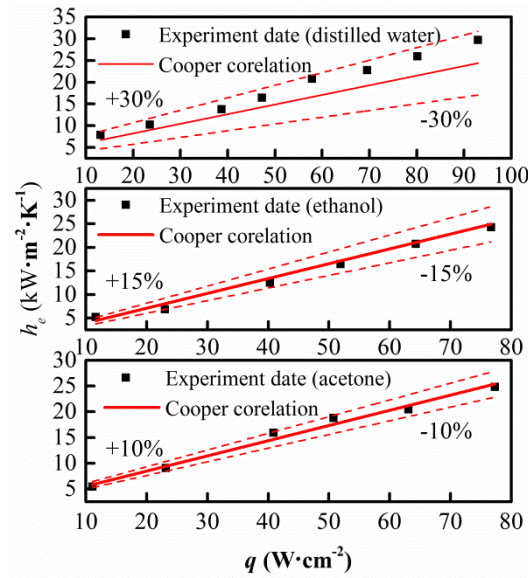 35
30
25
20
15
10
5
Experiment date (distilled water)
Cooper corelation
+30%
-30%
10 20 30 40 50 60 70 80 90 100
30
25
20
15
10
5
Experiment date (ethanol)
Cooper corelation
+15%
-15%
10 20 30 40 50 60 70 80
30
25
20
15
10
5
Experiment date (acetone)
Cooper corelation
+10%
-10%
10 20 30 40 50 60 70 80
hₑ (kW·m⁻²·K⁻¹)
q (W·cm⁻²)